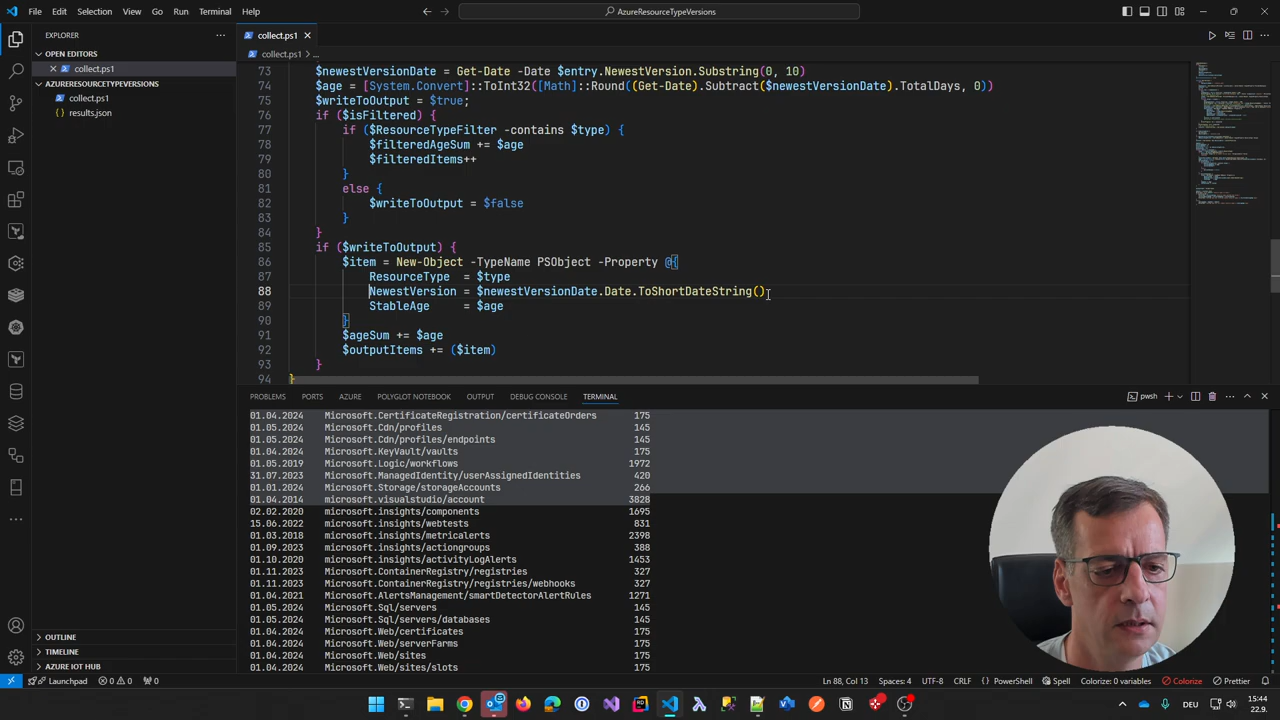 File Edit Selection View Go Run Terminal Help
AzureResourceTypeVersions
EXPLORER
OPEN EDITORS
collect.ps1
AZURERESOURCETYPEVERSIONS
collect.ps1
results.json
OUTLINE
TIMELINE
AZURE IOT HUB
collect.ps1
collect.ps1 > ...
73 $newestVersionDate = Get-Date -Date $entry.NewestVersion.Substring(0, 10)
74 $age = [System.Convert]::ToInt32([Math]::Round((Get-Date).Subtract($newestVersionDate).TotalDays, 0))
75 $writeToOutput = $true;
76 if ($isFiltered) {
77 if ($ResourceTypeFilter -contains $type) {
78 $filteredAgeSum += $age
79 $filteredItems++
80 }
81 else {
82 $writeToOutput = $false
83 }
84 }
85 if ($writeToOutput) {
86 $item = New-Object -TypeName PSObject -Property @{
87 ResourceType = $type
88 NewestVersion = $newestVersionDate.Date.ToShortDateString()
89 StableAge = $age
90 }
91 $ageSum += $age
92 $outputItems += ($item)
93 }
94 }
PROBLEMS PORTS AZURE POLYGLOT NOTEBOOK OUTPUT DEBUG CONSOLE TERMINAL
pwsh
01.04.2024 Microsoft.CertificateRegistration/certificateOrders 175
01.05.2024 Microsoft.Cdn/profiles 145
01.05.2024 Microsoft.Cdn/profiles/endpoints 145
01.04.2024 Microsoft.KeyVault/vaults 175
01.05.2019 Microsoft.Logic/workflows 1972
31.07.2023 Microsoft.ManagedIdentity/userAssignedIdentities 420
01.01.2024 Microsoft.Storage/storageAccounts 266
01.04.2014 microsoft.visualstudio/account 3828
02.02.2020 microsoft.insights/components 1695
15.06.2022 microsoft.insights/webtests 831
01.03.2018 microsoft.insights/metricalerts 2398
01.09.2023 microsoft.insights/actiongroups 388
01.10.2020 microsoft.insights/activityLogAlerts 1453
01.11.2023 Microsoft.ContainerRegistry/registries 327
01.11.2023 Microsoft.ContainerRegistry/registries/webhooks 327
01.04.2021 Microsoft.AlertsManagement/smartDetectorAlertRules 1271
01.05.2024 Microsoft.Sql/servers 145
01.05.2024 Microsoft.Sql/servers/databases 145
01.04.2024 Microsoft.Web/certificates 175
01.04.2024 Microsoft.Web/serverFarms 175
01.04.2024 Microsoft.Web/sites 175
01.04.2024 Microsoft.Web/sites/slots 175
Launchpad 0 0 0
Ln 88, Col 13 Spaces: 4 UTF-8 CRLF PowerShell Spell Colorize: 0 variables Colorize Prettier
15:44
22.9.